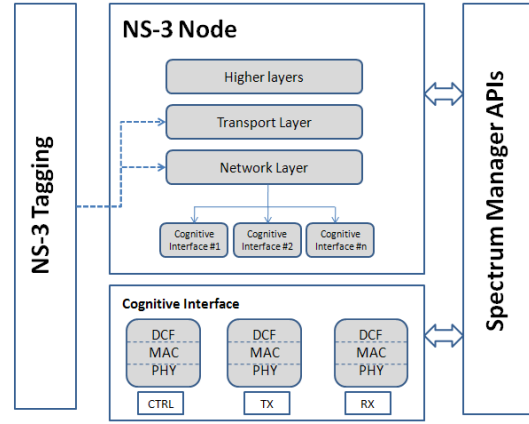 NS-3 Tagging
NS-3 Node
Higher layers
Transport Layer
Network Layer
Cognitive
Interface #1
Cognitive
Interface #2
Cognitive
Interface #n
Cognitive Interface
DCF
MAC
PHY
CTRL
DCF
MAC
PHY
TX
DCF
MAC
PHY
RX
Spectrum Manager APIs